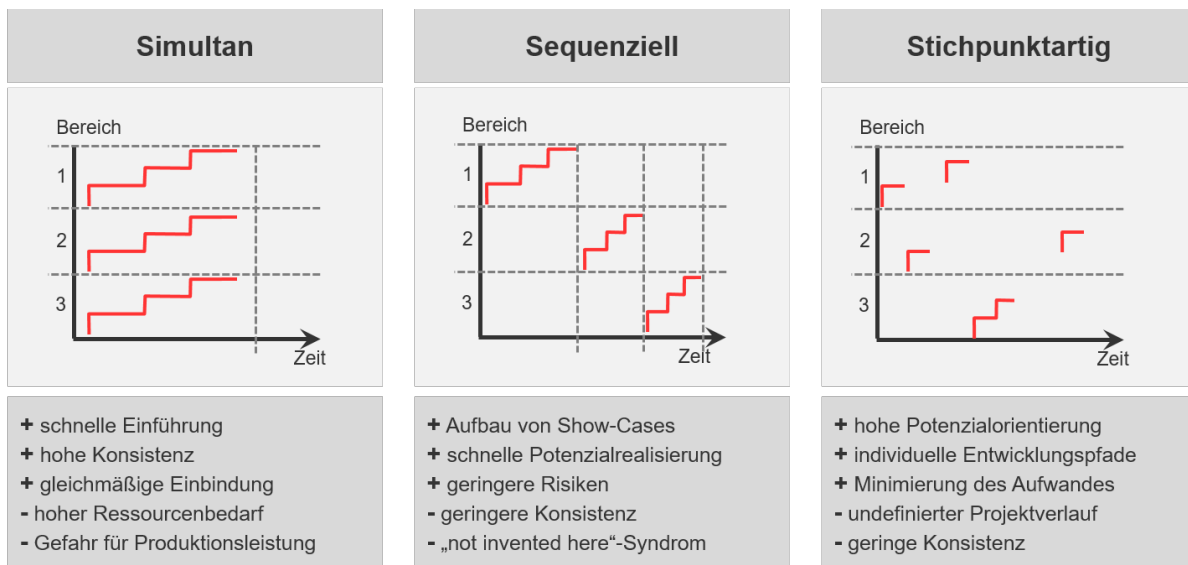 Simultan
Bereich
1
2
3
Zeit
+ schnelle Einführung
+ hohe Konsistenz
+ gleichmäßige Einbindung
- hoher Ressourcenbedarf
- Gefahr für Produktionsleistung
Sequenziell
Bereich
1
2
3
Zeit
+ Aufbau von Show-Cases
+ schnelle Potenzialrealisierung
+ geringere Risiken
- geringere Konsistenz
- „not invented here“-Syndrom
Stichpunktartig
Bereich
1
2
3
Zeit
+ hohe Potenzialorientierung
+ individuelle Entwicklungspfade
+ Minimierung des Aufwandes
- undefinierter Projektverlauf
- geringe Konsistenz